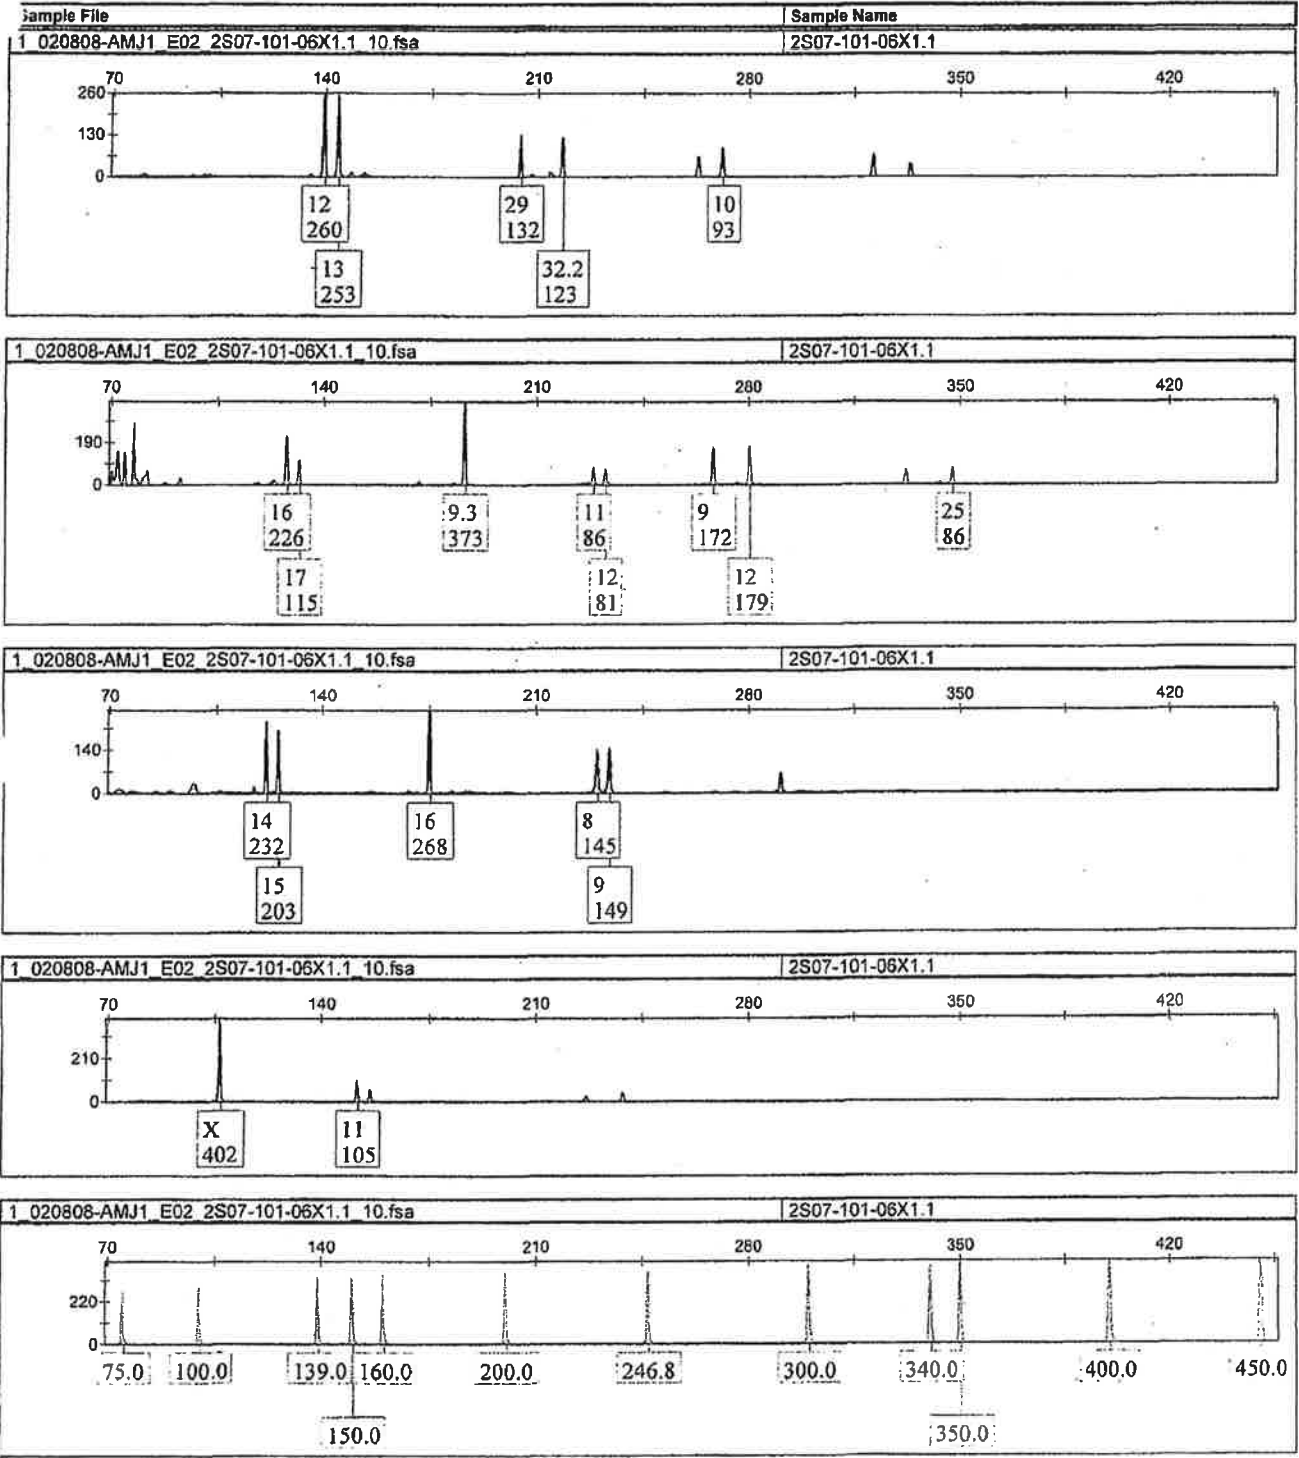 Sample File Sample Name
1_020808-AMJ1_E02_2S07-101-06X1.1_10.fsa 2S07-101-06X1.1
70 140 210 280 350 420
260
130
0
12 29 10
260 132 93
13 32.2
253 123
1_020808-AMJ1_E02_2S07-101-06X1.1_10.fsa 2S07-101-06X1.1
70 140 210 280 350 420
190
0
16 9.3 11 9 25
226 373 86 172 86
17 12 12
115 81 179
1_020808-AMJ1_E02_2S07-101-06X1.1_10.fsa 2S07-101-06X1.1
70 140 210 280 350 420
140
0
14 16 8
232 268 145
15 9
203 149
1_020808-AMJ1_E02_2S07-101-06X1.1_10.fsa 2S07-101-06X1.1
70 140 210 280 350 420
210
0
X 11
402 105
1_020808-AMJ1_E02_2S07-101-06X1.1_10.fsa 2S07-101-06X1.1
70 140 210 280 350 420
220
0
75.0 100.0 139.0 160.0 200.0 246.8 300.0 340.0 400.0 450.0
150.0 350.0